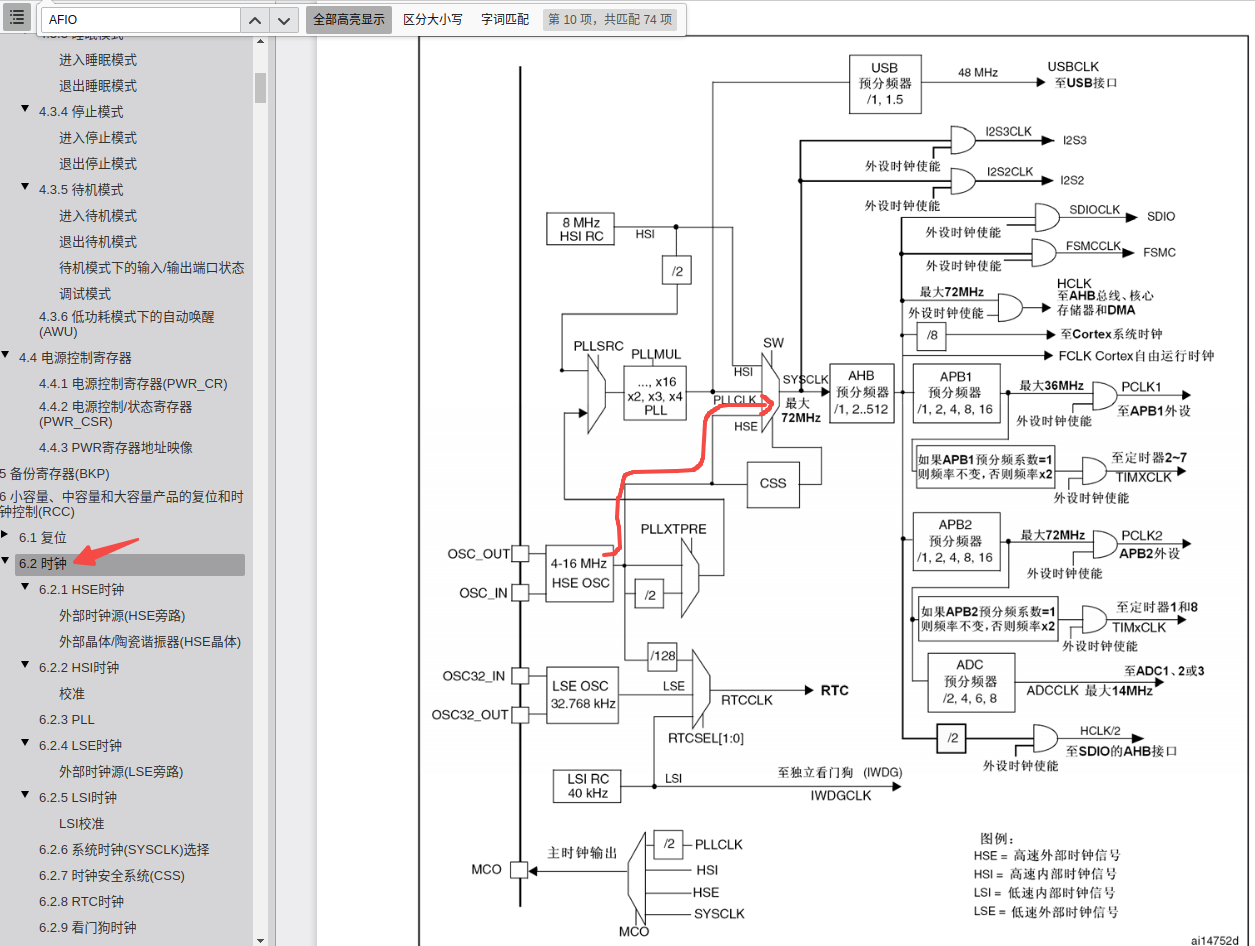 AFIO
全部高亮显示
区分大小写
字词匹配
第 10 项，共匹配 74 项
进入睡眠模式
退出睡眠模式
4.3.4 停止模式
进入停止模式
退出停止模式
4.3.5 待机模式
进入待机模式
退出待机模式
待机模式下的输入/输出端口状态
调试模式
4.3.6 低功耗模式下的自动唤醒
(AWU)
4.4 电源控制寄存器
4.4.1 电源控制寄存器(PWR_CR)
4.4.2 电源控制/状态寄存器
(PWR_CSR)
4.4.3 PWR寄存器地址映像
5 备份寄存器(BKP)
6 小容量、中容量和大容量产品的复位和时
钟控制(RCC)
6.1 复位
6.2 时钟
6.2.1 HSE时钟
外部时钟源(HSE旁路)
外部晶体/陶瓷谐振器(HSE晶体)
6.2.2 HSI时钟
校准
6.2.3 PLL
6.2.4 LSE时钟
外部时钟源(LSE旁路)
6.2.5 LSI时钟
LSI校准
6.2.6 系统时钟(SYSCLK)选择
6.2.7 时钟安全系统(CSS)
6.2.8 RTC时钟
6.2.9 看门狗时钟
USB
预分频器
/1, 1.5
48 MHz
USBCLK
至USB接口
I2S3CLK
I2S3
外设时钟使能
I2S2CLK
I2S2
外设时钟使能
SDIOCLK
SDIO
外设时钟使能
FSMCCLK
FSMC
外设时钟使能
8 MHz
HSI RC
HSI
/2
最大72MHz
外设时钟使能
HCLK
至AHB总线、核心
存储器和DMA
/8
至Cortex系统时钟
FCLK Cortex自由运行时钟
PLLSRC
PLLMUL
..., x16
x2, x3, x4
PLL
SW
HSI
PLLCLK
HSE
SYSCLK
最大
72MHz
AHB
预分频器
/1, 2..512
APB1
预分频器
/1, 2, 4, 8, 16
最大36MHz
外设时钟使能
PCLK1
至APB1外设
如果APB1预分频系数=1
则频率不变，否则频率x2
至定时器2~7
TIMXCLK
外设时钟使能
CSS
PLLXTPRE
OSC_OUT
OSC_IN
4-16 MHz
HSE OSC
/2
APB2
预分频器
/1, 2, 4, 8, 16
最大72MHz
外设时钟使能
PCLK2
APB2外设
如果APB2预分频系数=1
则频率不变，否则频率x2
至定时器1和8
TIMxCLK
外设时钟使能
/128
OSC32_IN
OSC32_OUT
LSE OSC
32.768 kHz
LSE
RTCCLK
RTC
RTCSEL[1:0]
ADC
预分频器
/2, 4, 6, 8
至ADC1、2或3
ADCCLK 最大14MHz
/2
HCLK/2
至SDIO的AHB接口
外设时钟使能
LSI RC
40 kHz
LSI
至独立看门狗 (IWDG)
IWDGCLK
MCO
主时钟输出
/2
PLLCLK
HSI
HSE
SYSCLK
MCO
图例：
HSE = 高速外部时钟信号
HSI = 高速内部时钟信号
LSI = 低速内部时钟信号
LSE = 低速外部时钟信号
ai14752d